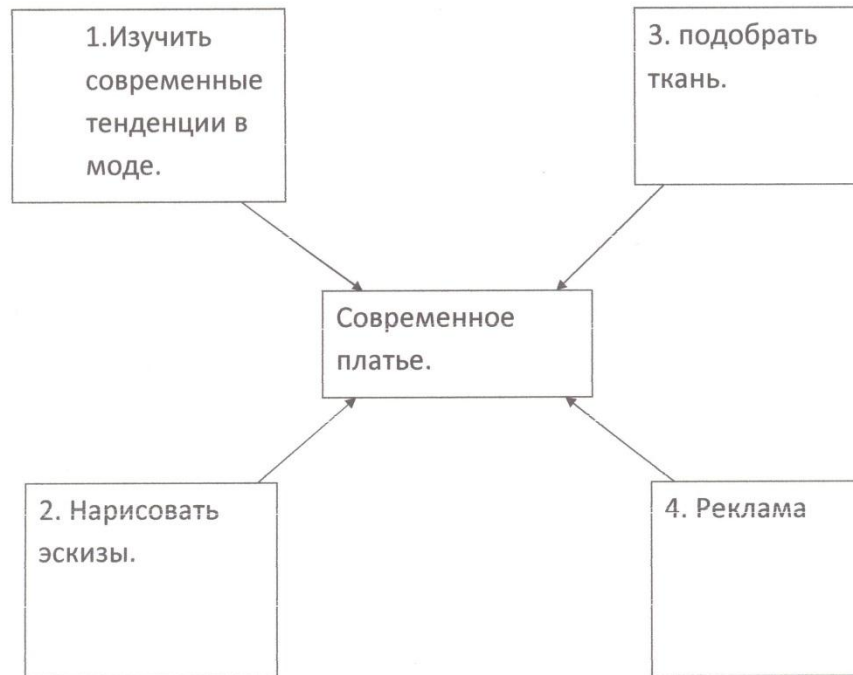 1.Изучить
современные
тенденции в
моде.
3. подобрать
ткань.
Современное
платье.
2. Нарисовать
эскизы.
4. Реклама